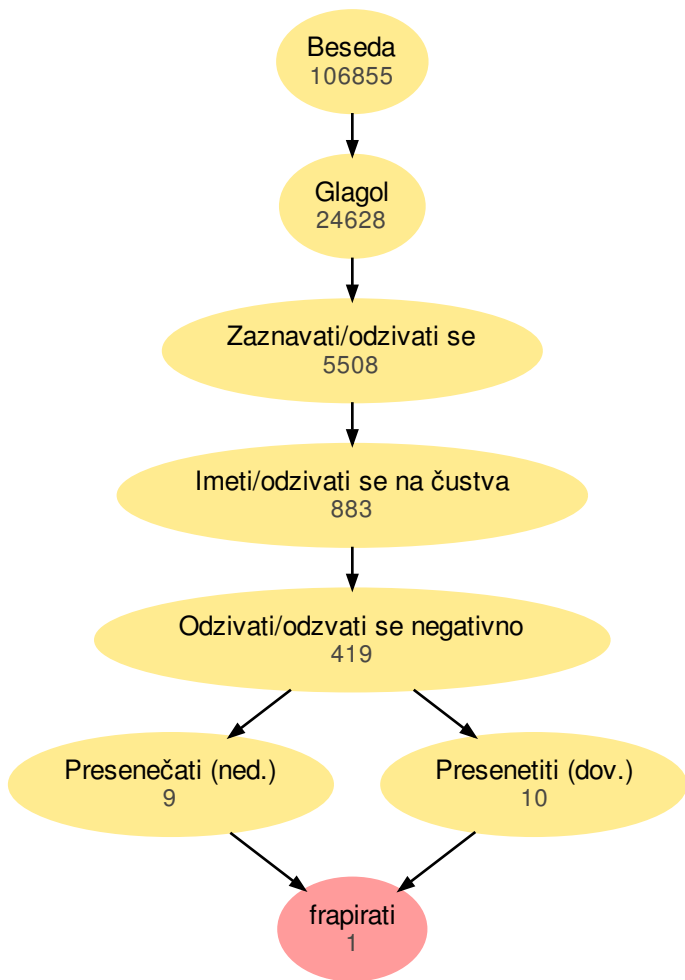 Beseda
106855
Glagol
24628
Zaznavati/odzivati se
5508
Imeti/odzivati se na čustva
883
Odzivati/odzvati se negativno
419
Presenečati (ned.)
9
Presenetiti (dov.)
10
frapirati
1